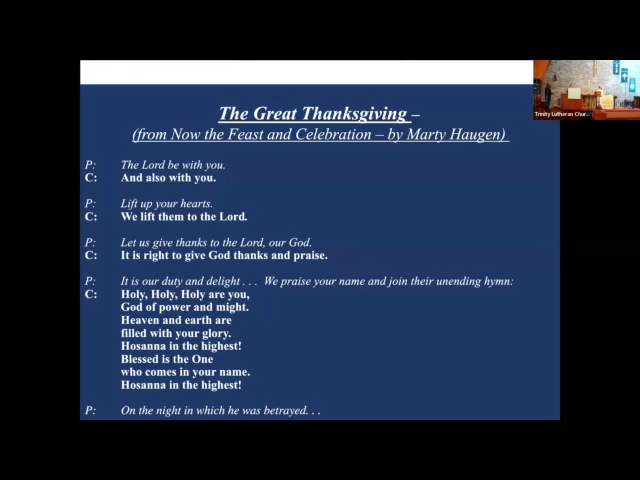 The Great Thanksgiving –
(from Now the Feast and Celebration – by Marty Haugen)
Trinity Lutheran Chur...
P: The Lord be with you.
C: And also with you.
P: Lift up your hearts.
C: We lift them to the Lord.
P: Let us give thanks to the Lord, our God.
C: It is right to give God thanks and praise.
P: It is our duty and delight . . . We praise your name and join their unending hymn:
C: Holy, Holy, Holy are you,
God of power and might.
Heaven and earth are
filled with your glory.
Hosanna in the highest!
Blessed is the One
who comes in your name.
Hosanna in the highest!
P: On the night in which he was betrayed. . .